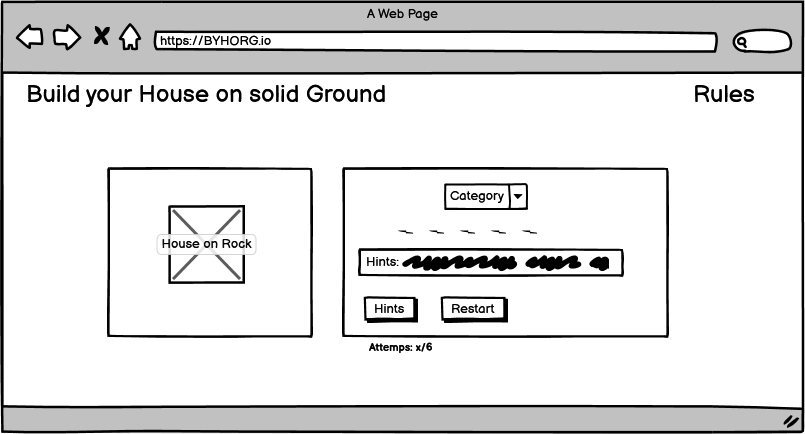 A Web Page
https://BYHORG.io
Build your House on solid Ground
Rules
House on Rock
Category
Hints:
Hints
Restart
Attemps: x/6